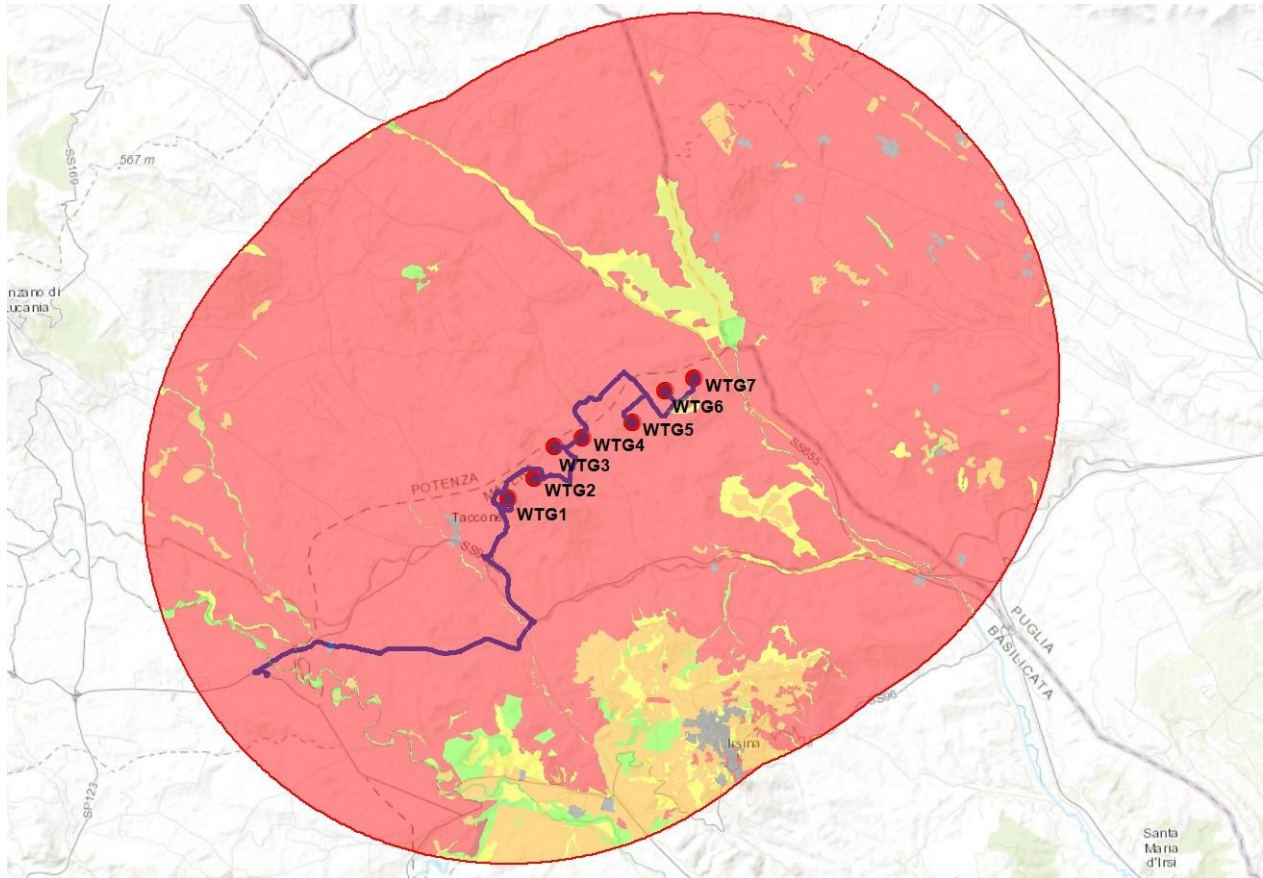 567 m
SS169
nzano di
ucania
WTG7
WTG6
WTG5
WTG4
WTG3
WTG2
WTG1
POTENZA
Taccone
SS655
PUGLIA
BASILICATA
SS96
Irsina
SP123
Santa
Maria
d'Irsi